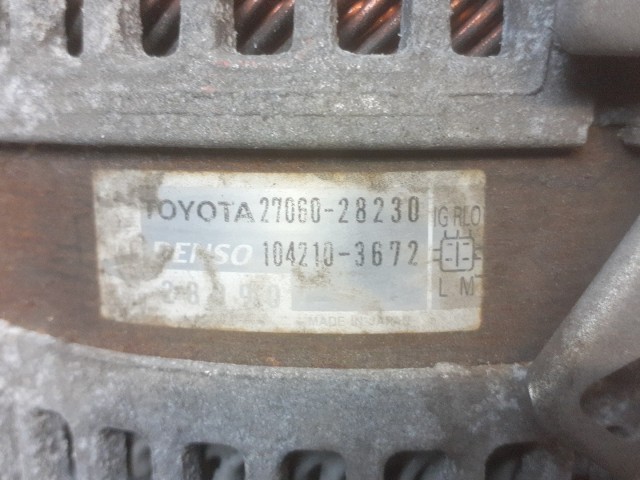 TOYOTA 27060-28230
IG RLO
DENSO 104210-3672
L M
MADE IN JAPAN